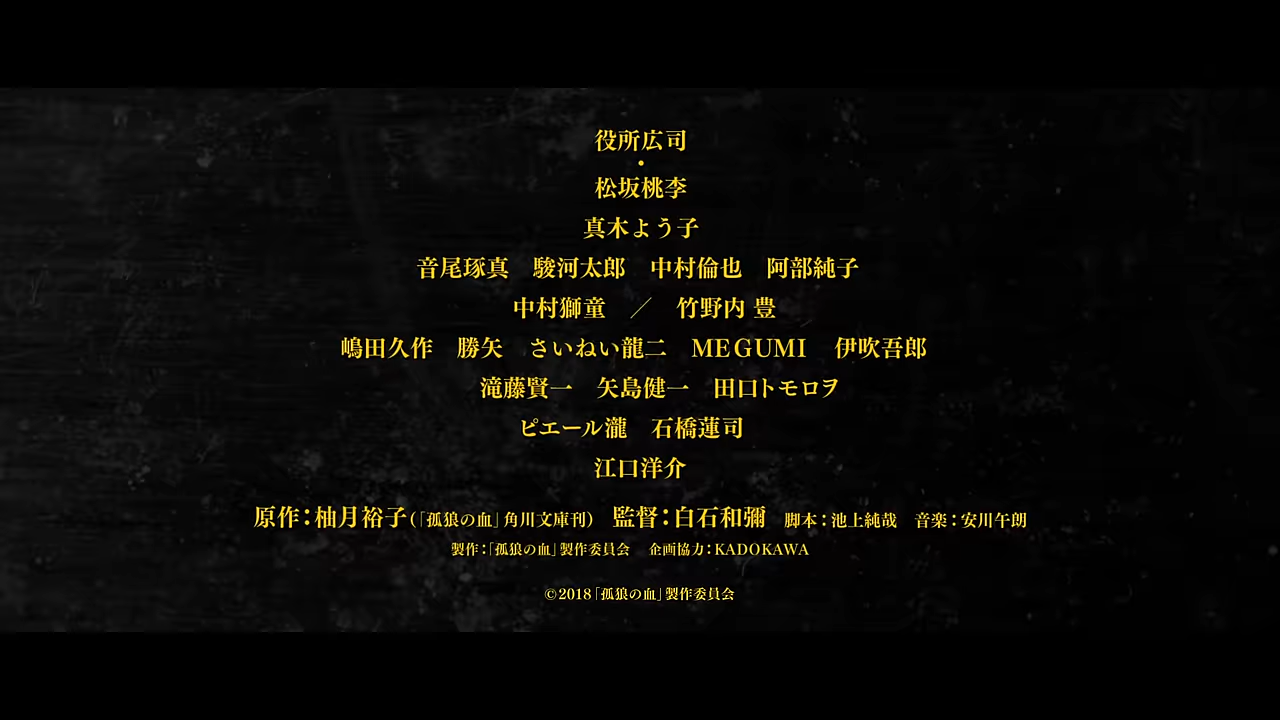 役所広司
・
松坂桃李
真木よう子
音尾琢真　駿河太郎　中村倫也　阿部純子
中村獅童　／　竹野内 豊
嶋田久作　勝矢　さいねい龍二　MEGUMI　伊吹吾郎
滝藤賢一　矢島健一　田口トモロヲ
ピエール瀧　石橋蓮司
江口洋介
原作：柚月裕子（「孤狼の血」角川文庫刊）　監督：白石和彌　脚本：池上純哉　音楽：安川午朗
製作：「孤狼の血」製作委員会　企画協力：KADOKAWA
©2018「孤狼の血」製作委員会